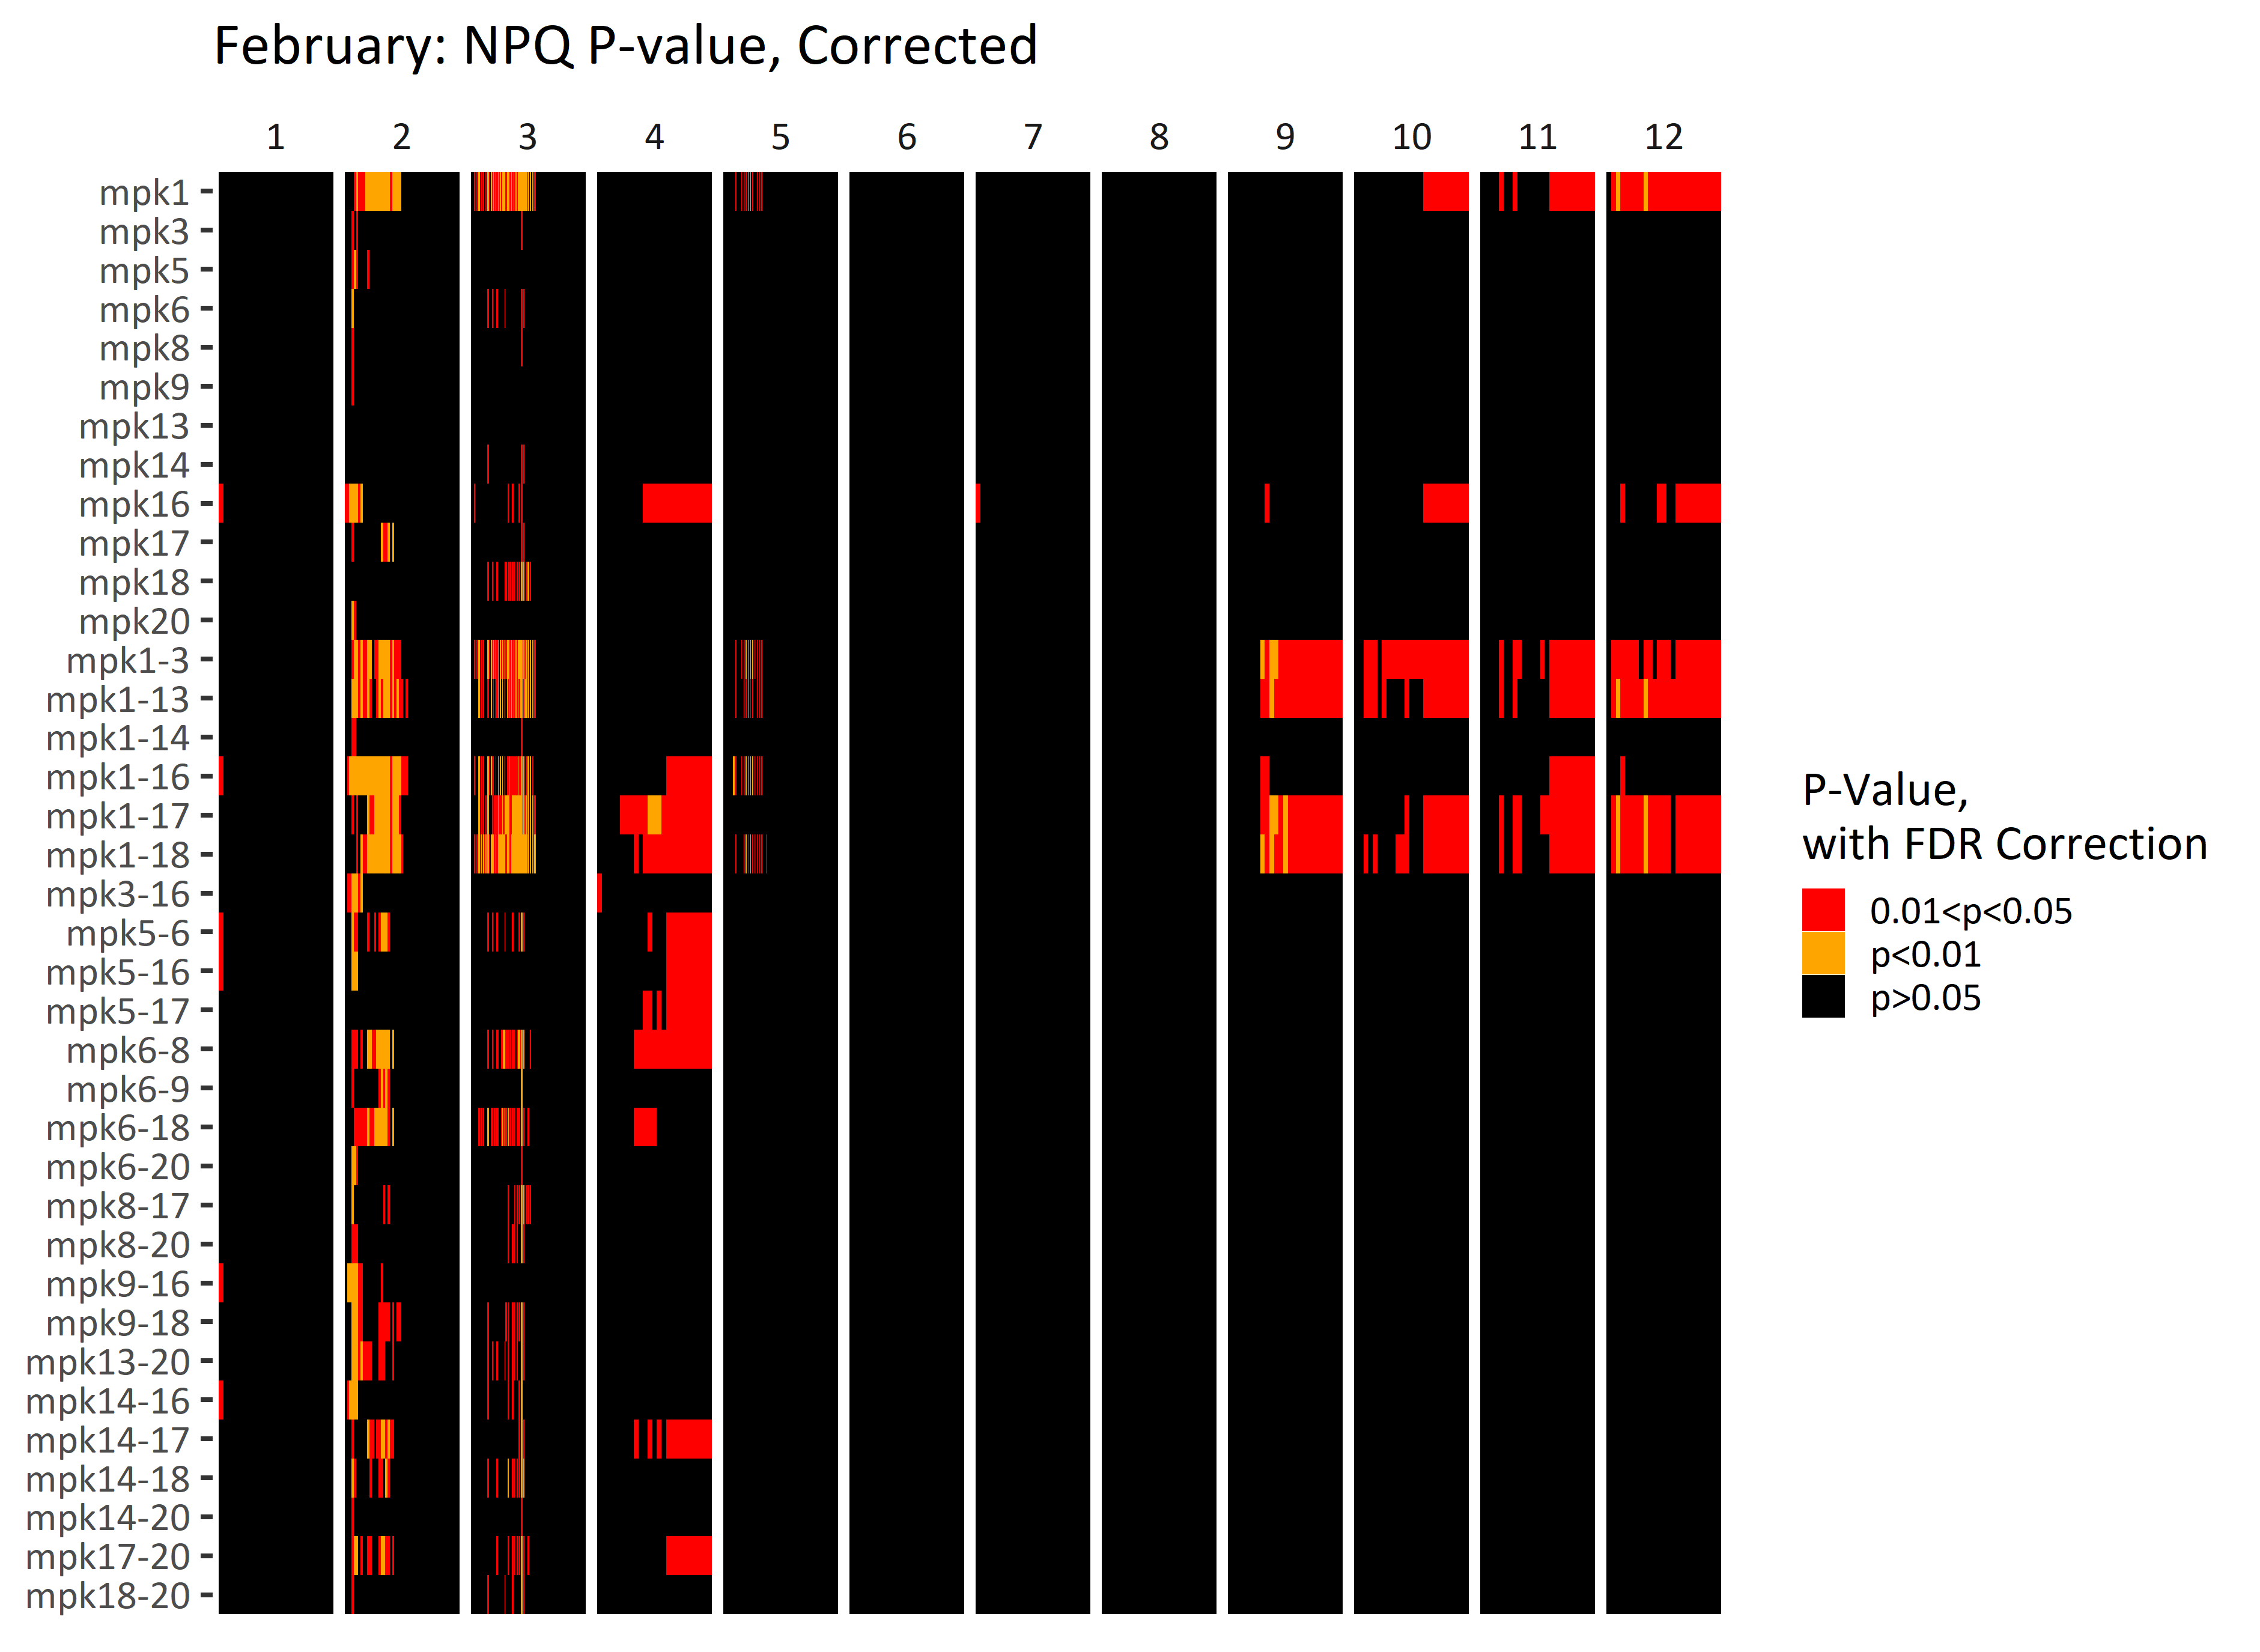 February: NPQ P-value, Corrected
1 2 3 4 5 6 7 8 9 10 11 12
mpk1
mpk3
mpk5
mpk6
mpk8
mpk9
mpk13
mpk14
mpk16
mpk17
mpk18
mpk20
mpk1-3
mpk1-13
mpk1-14
mpk1-16
mpk1-17
mpk1-18
mpk3-16
mpk5-6
mpk5-16
mpk5-17
mpk6-8
mpk6-9
mpk6-18
mpk6-20
mpk8-17
mpk8-20
mpk9-16
mpk9-18
mpk13-20
mpk14-16
mpk14-17
mpk14-18
mpk14-20
mpk17-20
mpk18-20
P-Value,
with FDR Correction
0.01<p<0.05
p<0.01
p>0.05